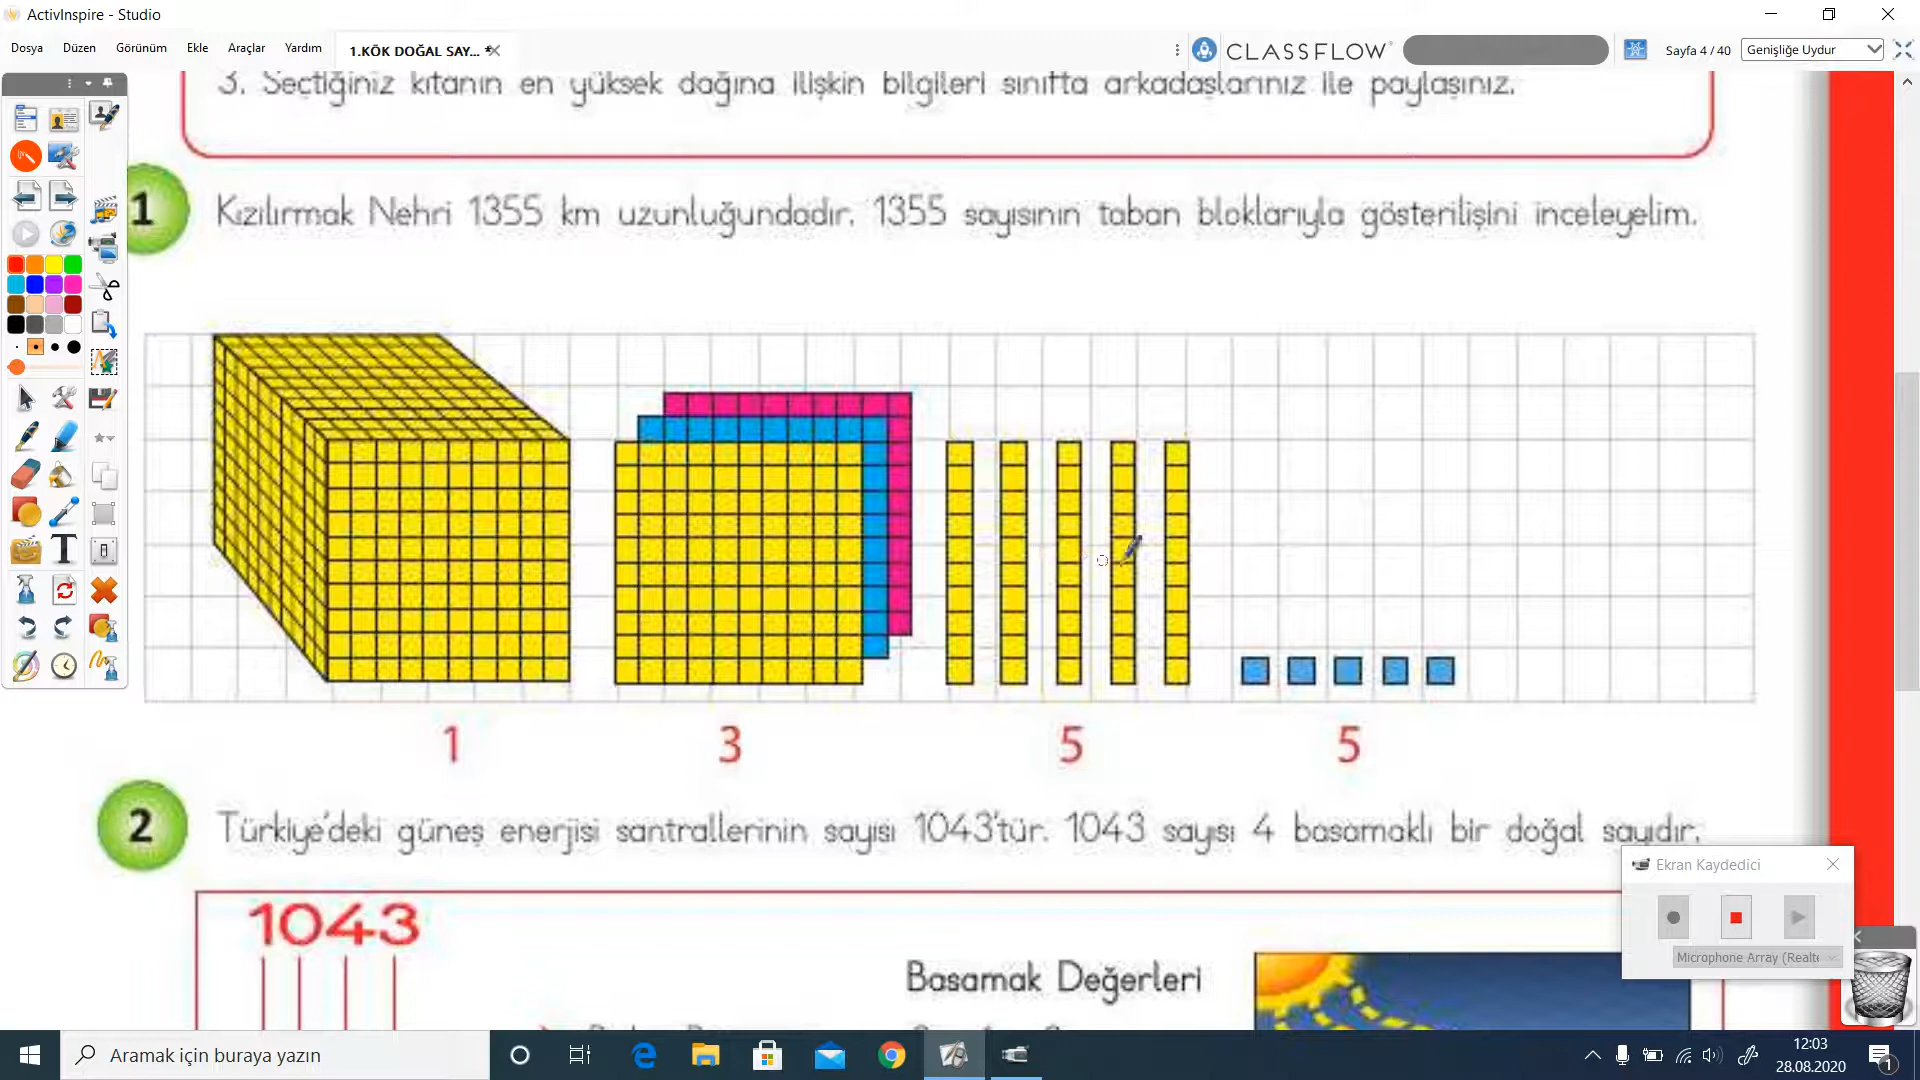 ActivInspire - Studio
Dosya Düzen Görünüm Ekle Araçlar Yardım
1.KÖK DOĞAL SAY... *
CLASSFLOW
Sayfa 4 / 40
Genişliğe Uydur
3. Seçtiğiniz kıtanın en yüksek dağına ilişkin bilgileri sınıfta arkadaşlarınız ile paylaşınız.
1 Kızılırmak Nehri 1355 km uzunluğundadır. 1355 sayısının taban bloklarıyla gösterilişini inceleyelim.
1 3 5 5
2 Türkiye'deki güneş enerjisi santrallerinin sayısı 1043'tür. 1043 sayısı 4 basamaklı bir doğal sayıdır.
1043
Basamak Değerleri
Ekran Kaydedici
Microphone Array (Realte
T
Aramak için buraya yazın
12:03
28.08.2020
1